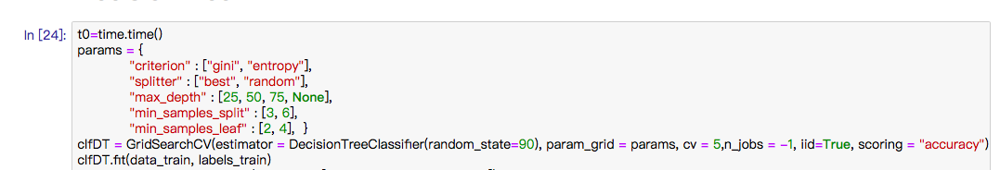 In [24]: t0=time.time()
params = {
"criterion" : ["gini", "entropy"],
"splitter" : ["best", "random"],
"max_depth" : [25, 50, 75, None],
"min_samples_split" : [3, 6],
"min_samples_leaf" : [2, 4],  }
clfDT = GridSearchCV(estimator = DecisionTreeClassifier(random_state=90), param_grid = params, cv = 5,n_jobs = -1, iid=True, scoring = "accuracy")
clfDT.fit(data_train, labels_train)